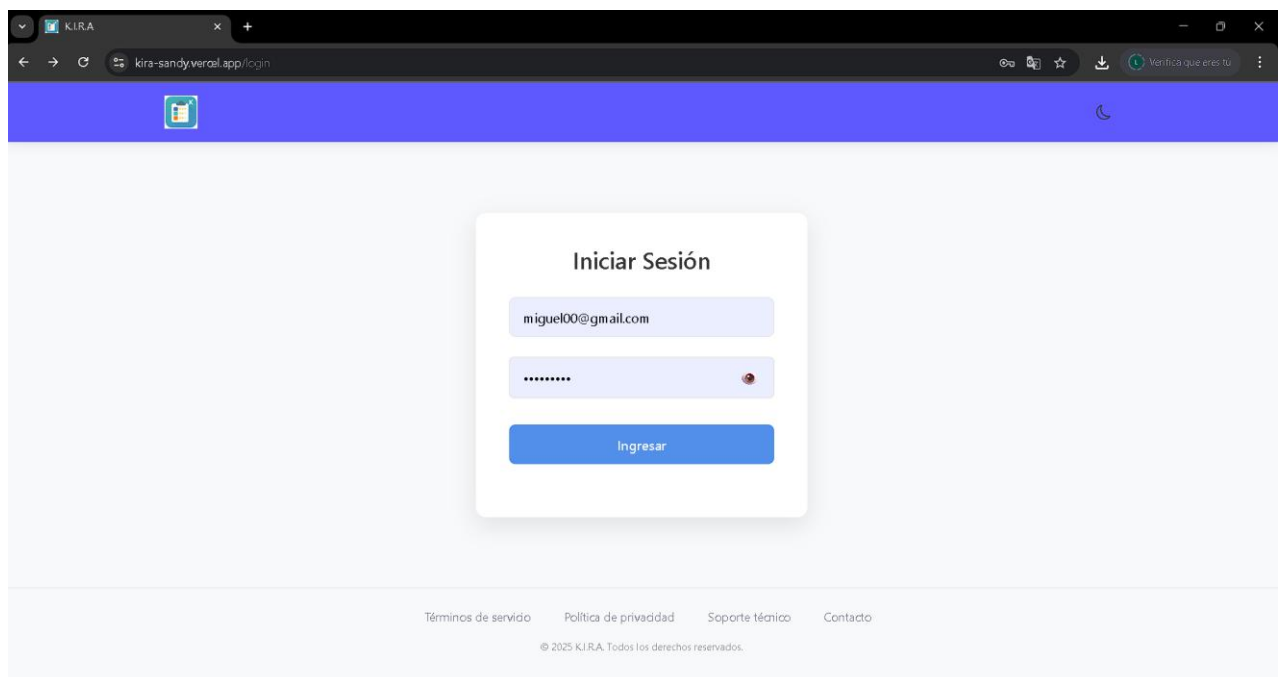 K.I.R.A
kira-sandy.vercel.app/login
Verifica que eres tú
Iniciar Sesión
miguel00@gmail.com
•••••••••
Ingresar
Términos de servicio Política de privacidad Soporte técnico Contacto
© 2025 K.I.R.A. Todos los derechos reservados.